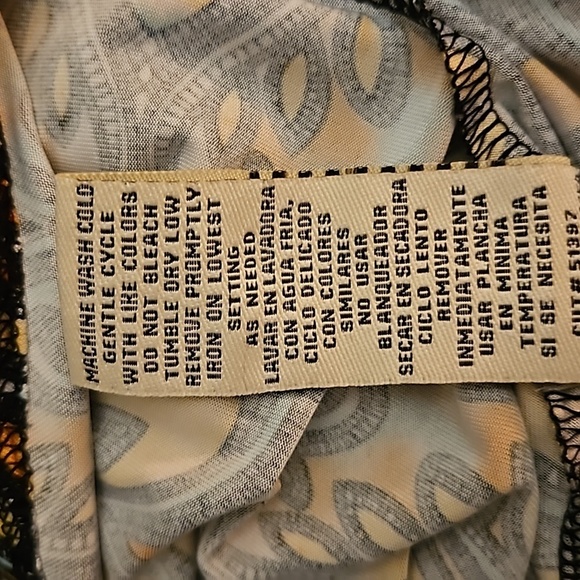 MACHINE WASH COLD
GENTLE CYCLE
WITH LIKE COLORS
DO NOT BLEACH
TUMBLE DRY LOW
REMOVE PROMPTLY
IRON ON LOWEST
SETTING
AS NEEDED
LAVAR EN LAVADORA
CON AGUA FRA,
CICLO DELICADO
CON COLORES
SIMILARES
NO USAR
BLANQUEADOR
SECAR EN SECADORA
CICLO LENTO
REMOVER
INMEDIATAMENTE
USAR PLANCHA
EN MINIMA
TEMPERATURA
SI SE NECESITA